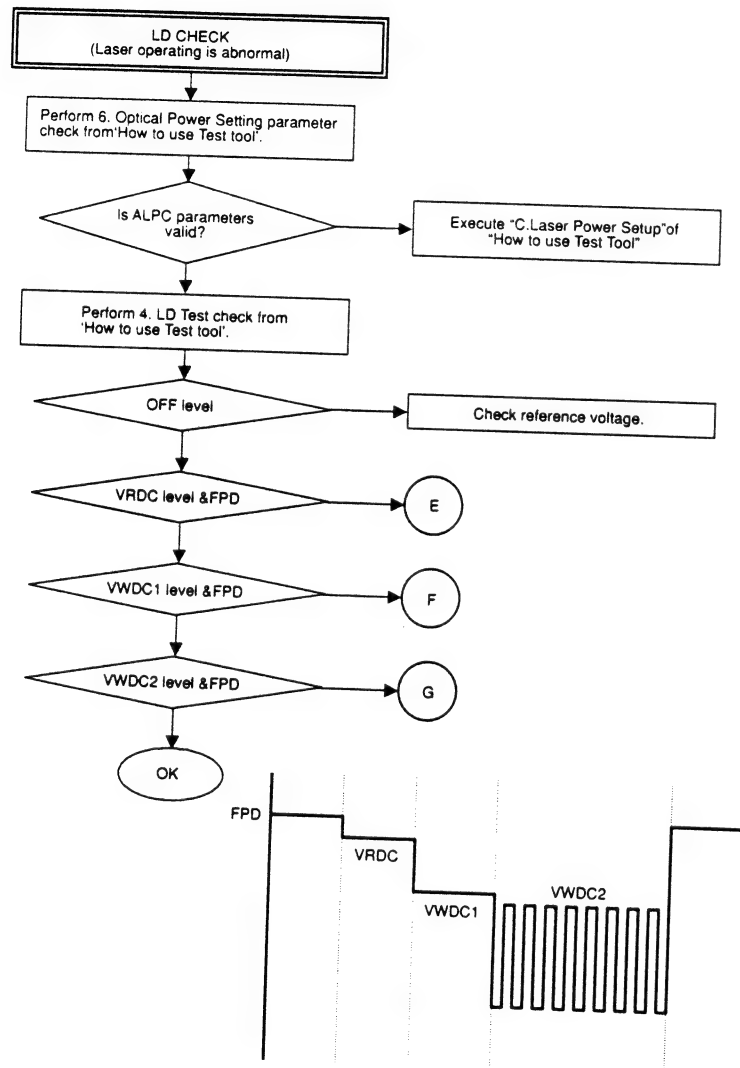 LD CHECK
(Laser operating is abnormal)
Perform 6. Optical Power Setting parameter
check from'How to use Test tool'.
Is ALPC parameters
valid?
Execute "C.Laser Power Setup"of
"How to use Test Tool"
Perform 4. LD Test check from
'How to use Test tool'.
OFF level
Check reference voltage.
VRDC level &FPD
E
VWDC1 level &FPD
F
VWDC2 level &FPD
G
OK
FPD
VRDC
VWDC1
VWDC2